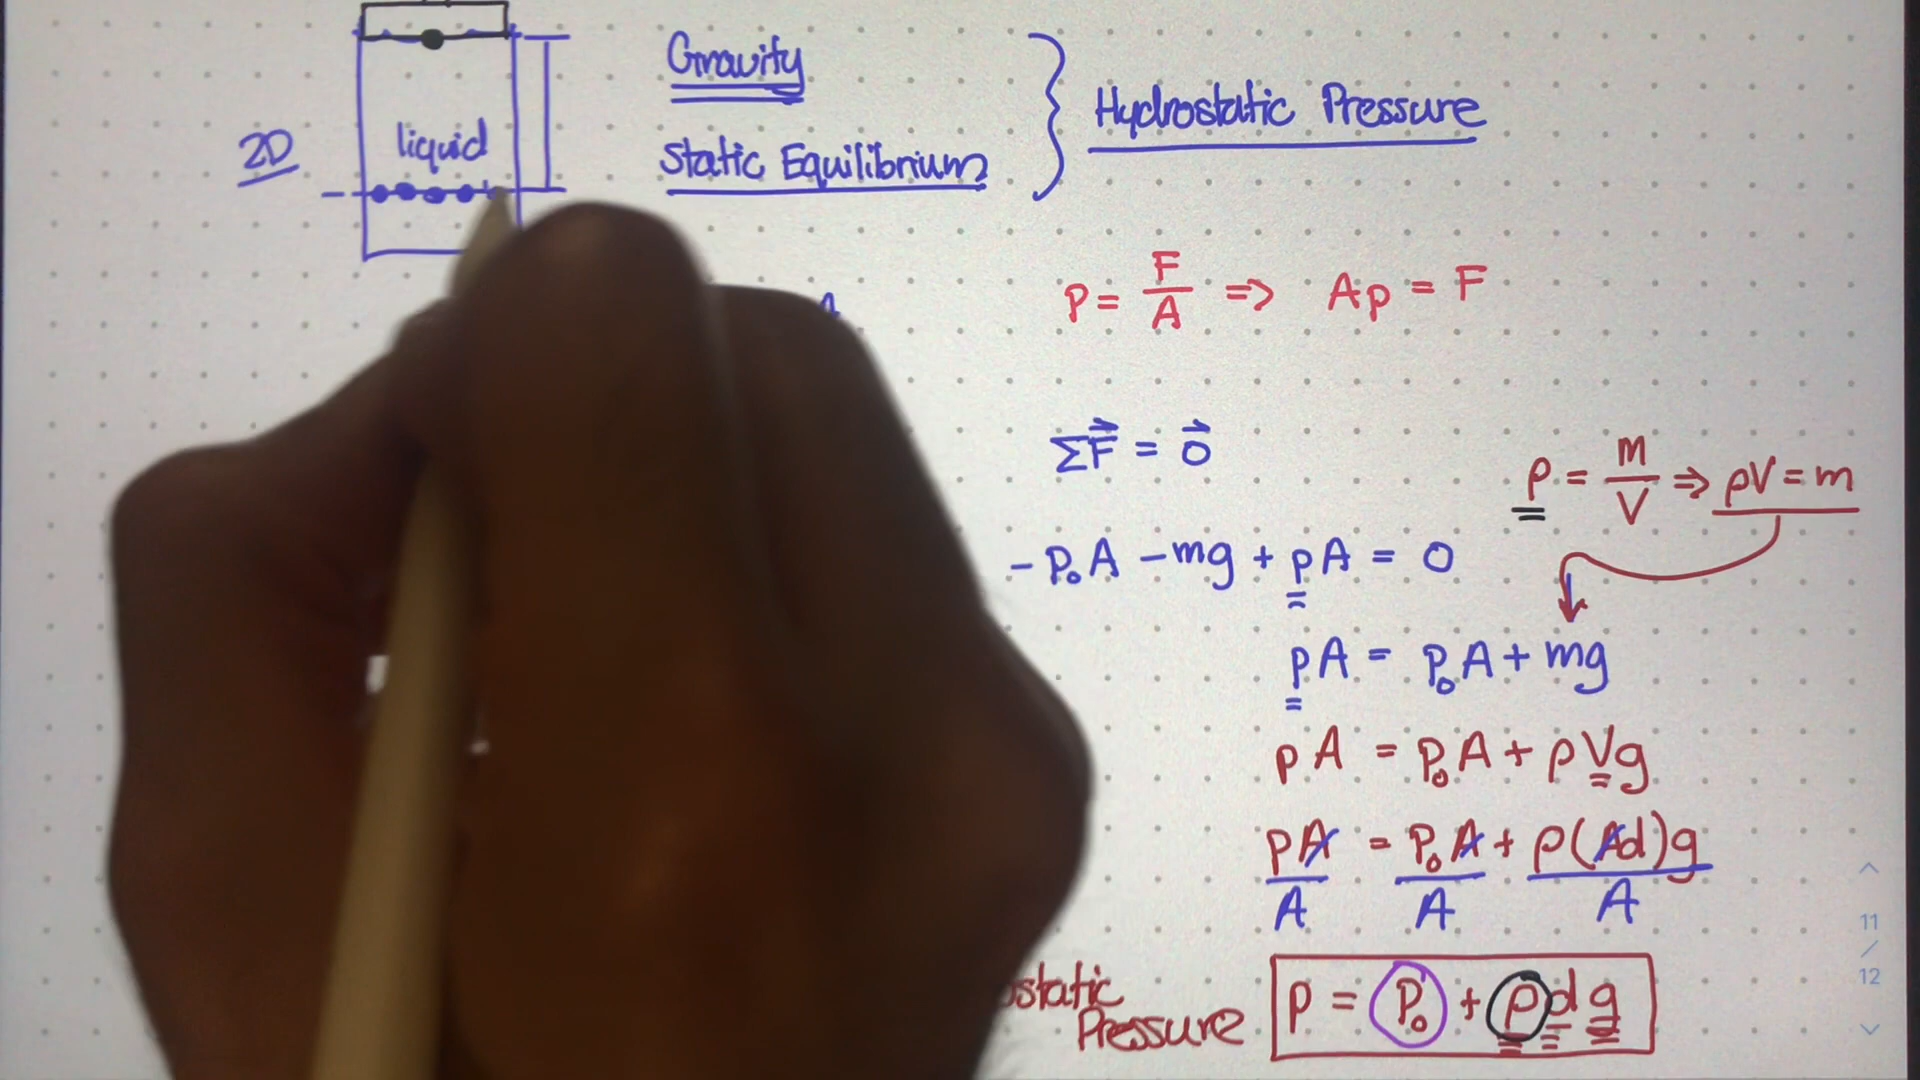 Gravity
Static Equilibrium
Hydrostatic Pressure
2D
liquid
P = F/A ⇒ Ap = F
ΣF⃗ = 0⃗
ρ = m/V ⇒ ρV = m
- P₀A - mg + pA = 0
pA = P₀A + mg
pA = P₀A + ρVg
pA/A = P₀A/A + ρ(Ad)g/A
ostatic
Pressure
P = P₀ + ρdg
11
/
12